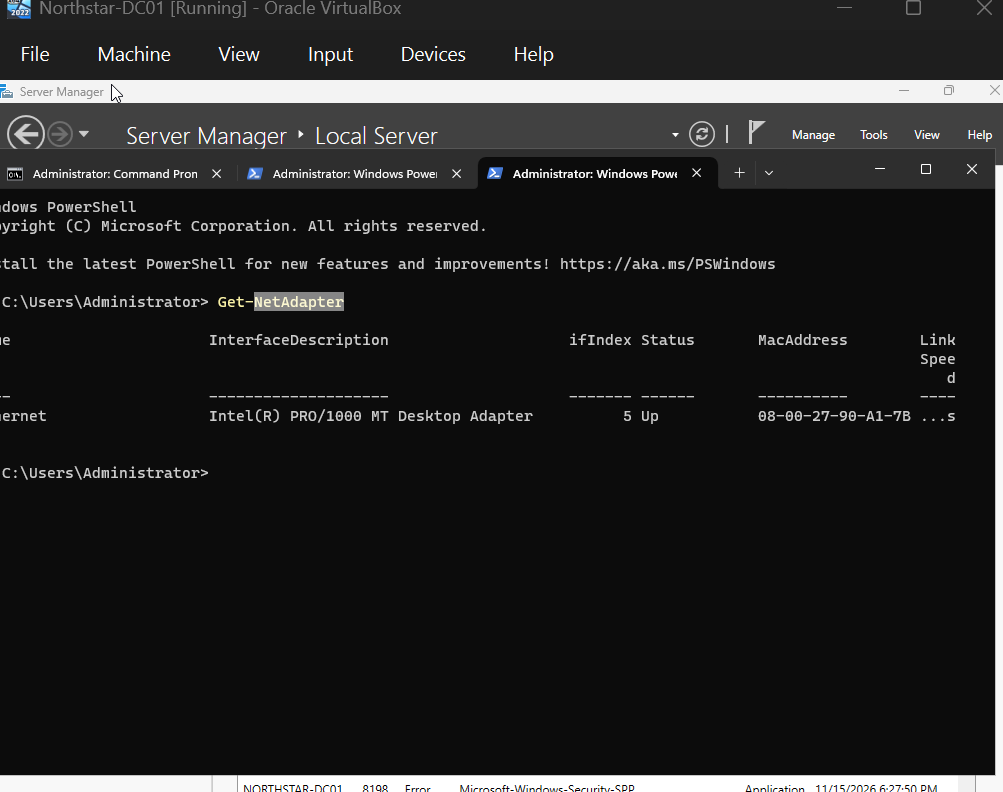 2022 Northstar-DC01 [Running] - Oracle VirtualBox
File Machine View Input Devices Help
Server Manager
Server Manager ‣ Local Server Manage Tools View Help
Administrator: Command Pron Administrator: Windows Power Administrator: Windows Powe
dows PowerShell
yright (C) Microsoft Corporation. All rights reserved.
tall the latest PowerShell for new features and improvements! https://aka.ms/PSWindows
C:\Users\Administrator> Get-NetAdapter
e InterfaceDescription ifIndex Status MacAddress Link
Spee
d
-- -------------------- ------- ------ ---------- ----
ernet Intel(R) PRO/1000 MT Desktop Adapter 5 Up 08-00-27-90-A1-7B ...s
C:\Users\Administrator>
NORTHSTAR-DC01 8198 Error Microsoft-Windows-Security-SPP Application 11/15/2026 6:27:50 PM